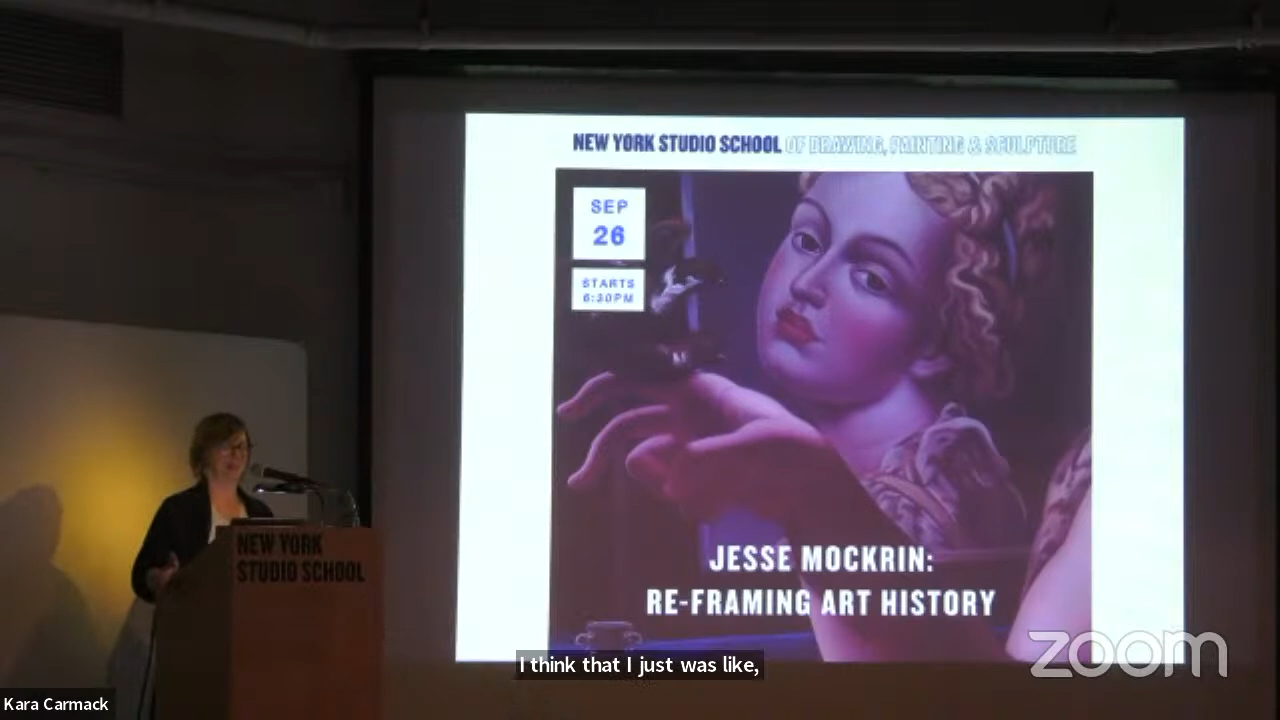 NEW YORK STUDIO SCHOOL OF DRAWING, PAINTING & SCULPTURE
SEP
26
STARTS
6:30PM
JESSE MOCKRIN:
RE-FRAMING ART HISTORY
NEW YORK
STUDIO SCHOOL
I think that I just was like,
zoom
Kara Carmack